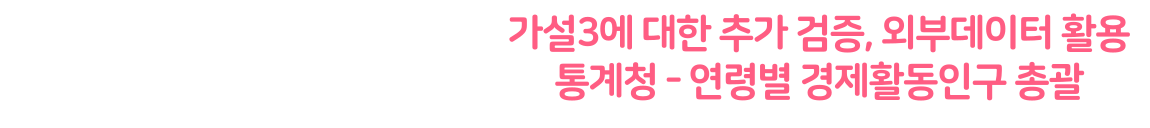 가설3에 대한 추가 검증, 외부데이터 활용
통계청 - 연령별 경제활동인구 총괄